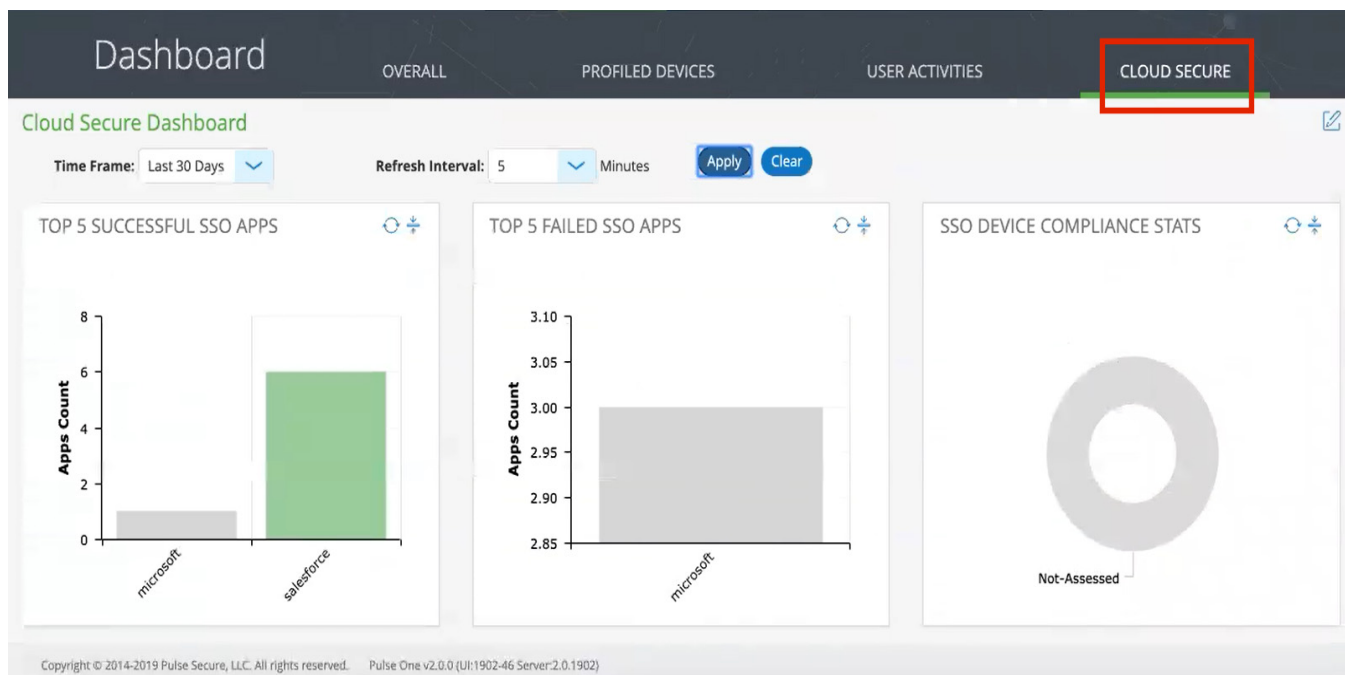 Dashboard
OVERALL
PROFILED DEVICES
USER ACTIVITIES
CLOUD SECURE
Cloud Secure Dashboard
Time Frame: Last 30 Days
Refresh Interval: 5 Minutes
Apply
Clear
TOP 5 SUCCESSFUL SSO APPS
8
6
4
2
0
Apps Count
microsoft
salesforce
TOP 5 FAILED SSO APPS
3.10
3.05
3.00
2.95
2.90
2.85
Apps Count
microsoft
SSO DEVICE COMPLIANCE STATS
Not-Assessed
Copyright © 2014-2019 Pulse Secure, LLC. All rights reserved. Pulse One v2.0.0 (UI:1902-46 Server:2.0.1902)